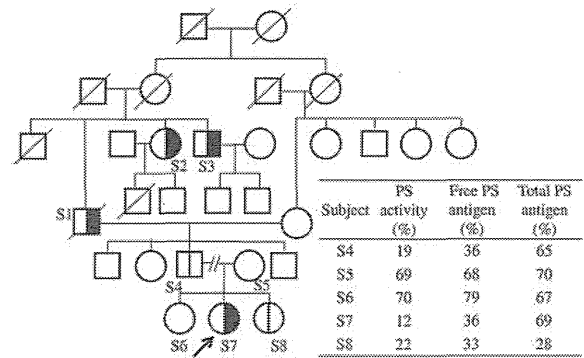 S2
S3
S1
S4
S5
S6
S7
S8
Subject PS activity (%) Free PS antigen (%) Total PS antigen (%)
S4 19 36 65
S5 69 68 70
S6 70 79 67
S7 12 36 69
S8 22 33 28